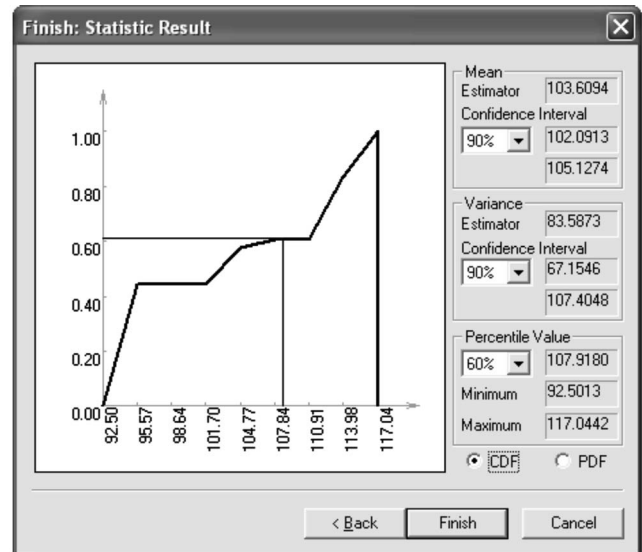 Finish: Statistic Result
1.00
0.80
0.60
0.40
0.20
0.00
92.50
95.57
98.64
101.70
104.77
107.84
110.91
113.98
117.04
Mean
Estimator 103.6094
Confidence Interval
90% 102.0913
105.1274
Variance
Estimator 83.5873
Confidence Interval
90% 67.1546
107.4048
Percentile Value
60% 107.9180
Minimum 92.5013
Maximum 117.0442
CDF PDF
< Back Finish Cancel